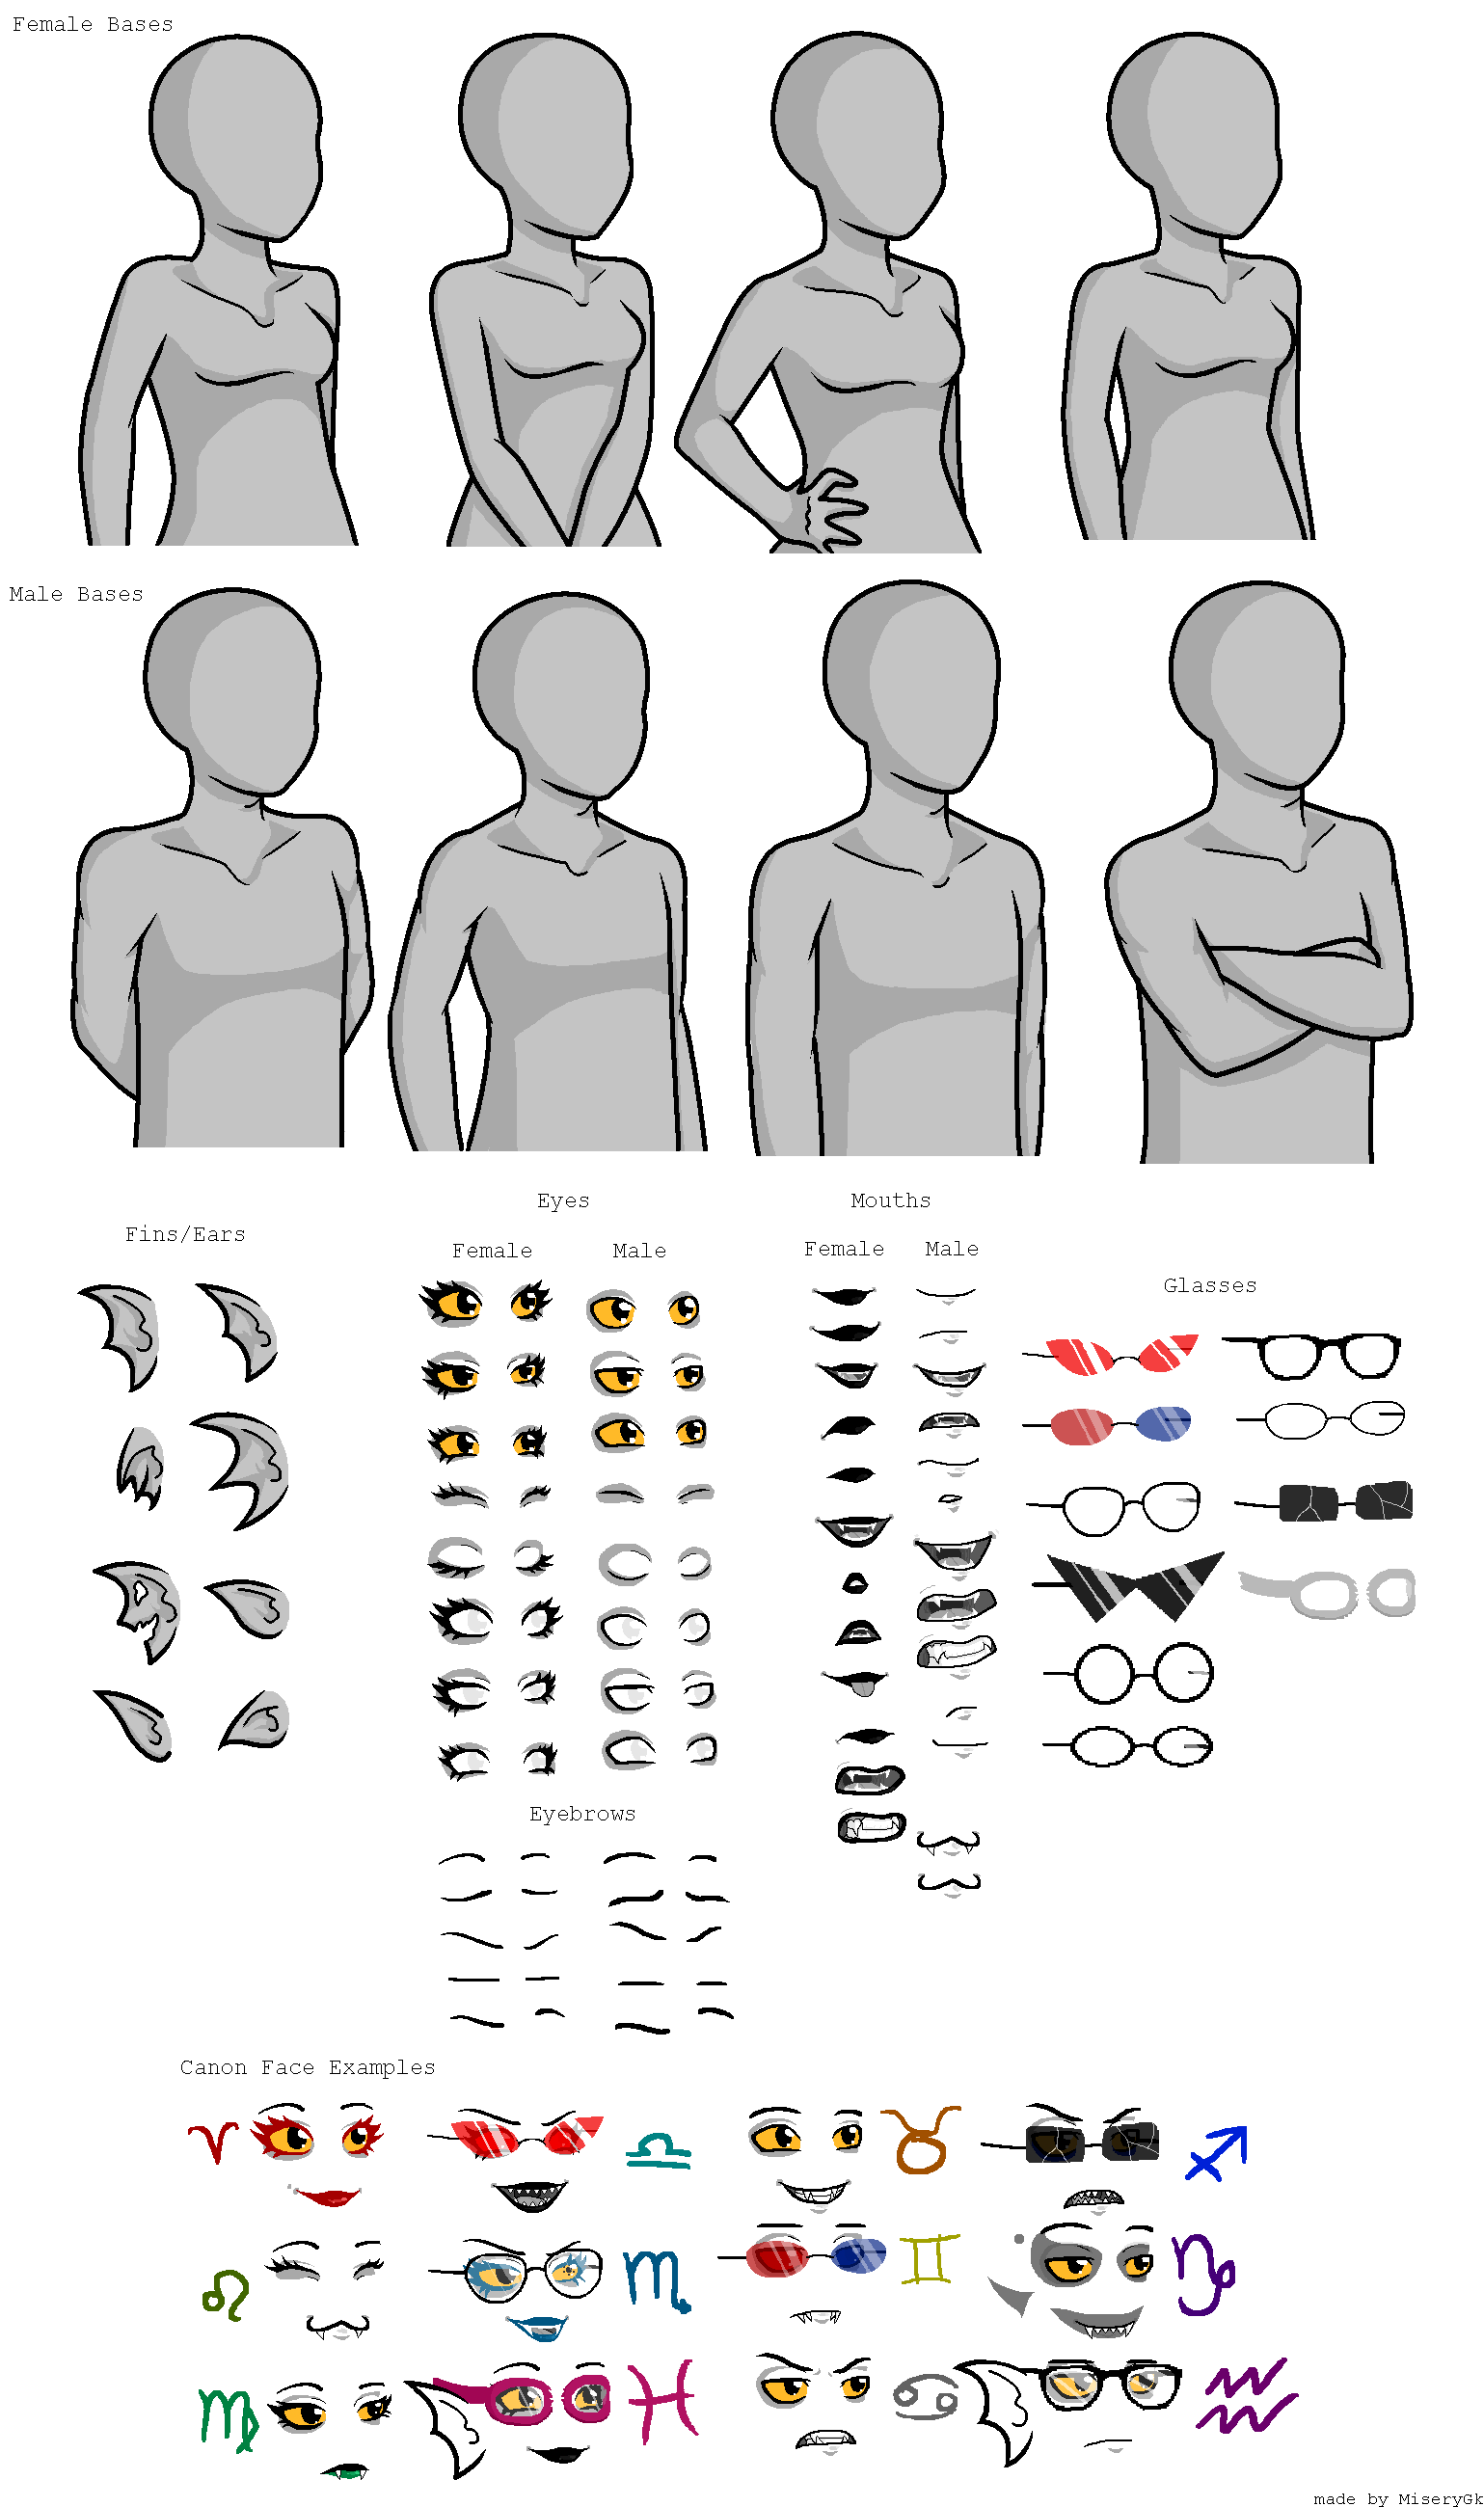 Female Bases
Male Bases
Eyes
Mouths
Fins/Ears
Female
Male
Female
Male
Glasses
Eyebrows
Canon Face Examples
made by MiseryGk